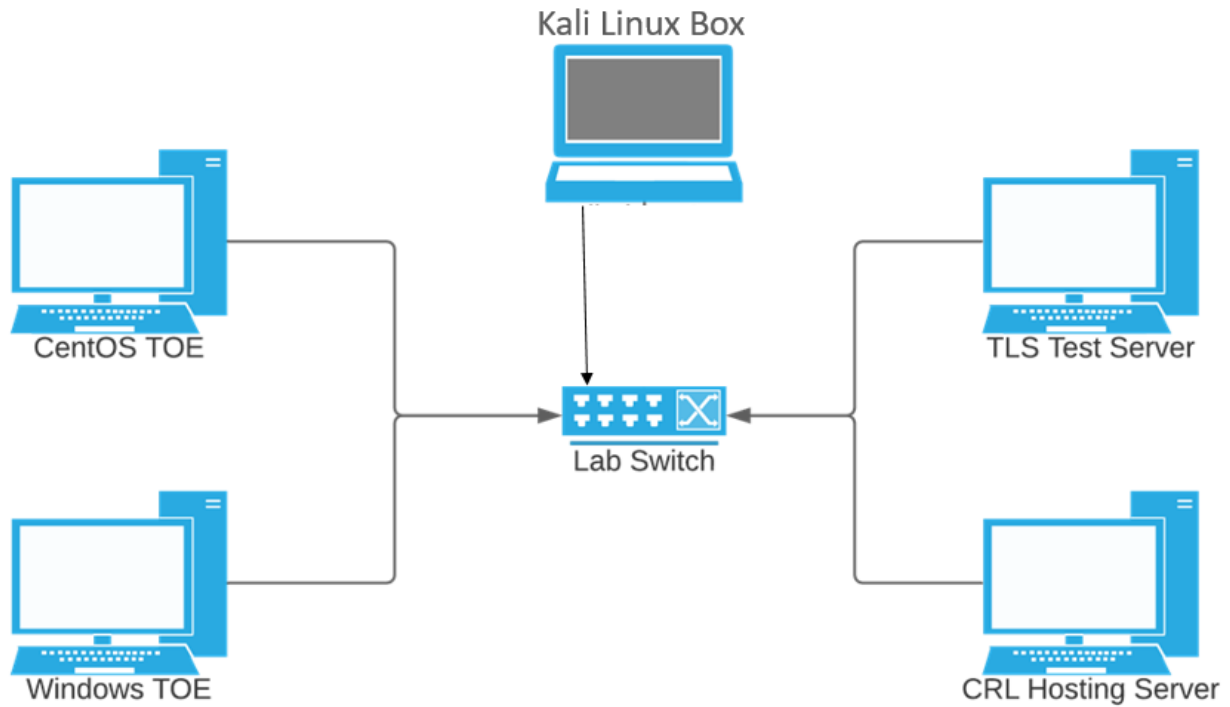 Kali Linux Box
CentOS TOE
TLS Test Server
Lab Switch
Windows TOE
CRL Hosting Server